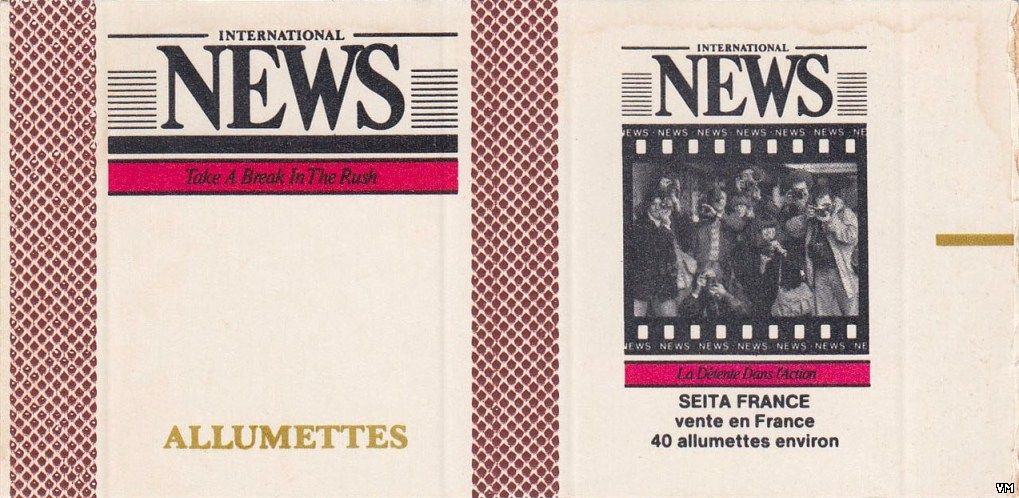 INTERNATIONAL
NEWS
Take A Break In The Rush
ALLUMETTES
INTERNATIONAL
NEWS
NEWS · NEWS · NEWS · NEWS · NEWS · NEWS · NE
NEWS · NEWS · NEWS · NEWS · NEWS · NEWS · NEWS
La Détente Dans l'Action
SEITA FRANCE
vente en France
40 allumettes environ
VM